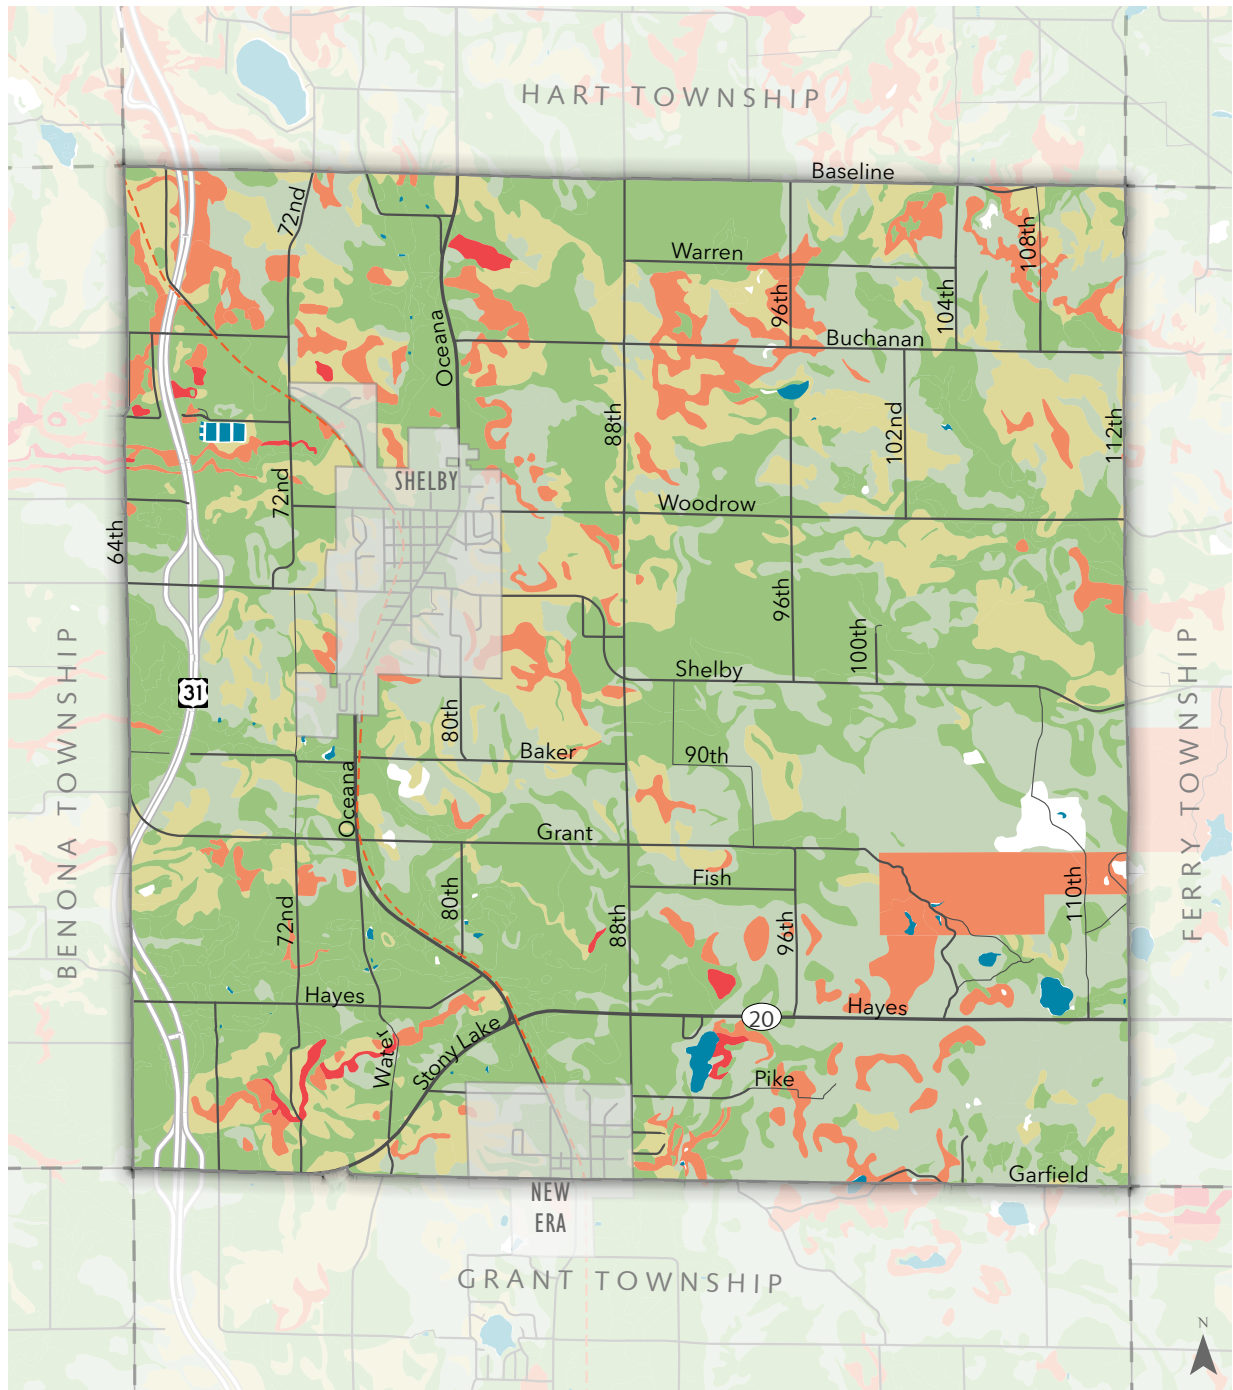 HART TOWNSHIP
Baseline
72nd
Warren
108th
96th
104th
Oceana
Buchanan
88th
102nd
112th
SHELBY
72nd
Woodrow
64th
96th
100th
BENONA TOWNSHIP
FERRY TOWNSHIP
Shelby
31
80th
Baker
90th
Oceana
Grant
Fish
110th
80th
72nd
88th
96th
Hayes
Hayes
20
Stony Lake
Water
Pike
Garfield
NEW
ERA
GRANT TOWNSHIP
N